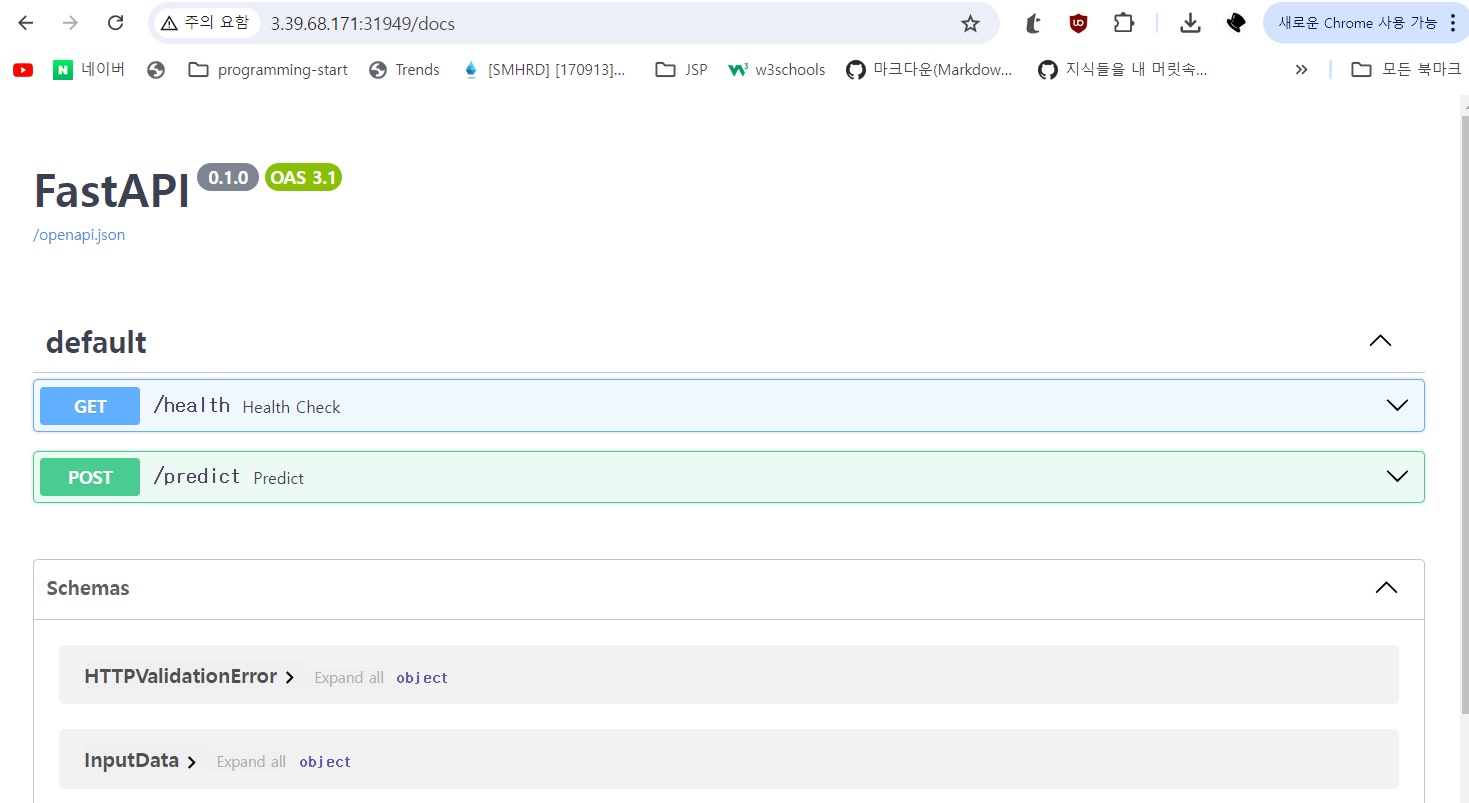 주의 요함 3.39.68.171:31949/docs 새로운 Chrome 사용 가능
네이버 programming-start Trends [SMHRD] [170913]... JSP w3schools 마크다운(Markdow... 지식들을 내 머릿속... 모든 북마크
FastAPI 0.1.0 OAS 3.1
/openapi.json
default
GET /health Health Check
POST /predict Predict
Schemas
HTTPValidationError Expand all object
InputData Expand all object